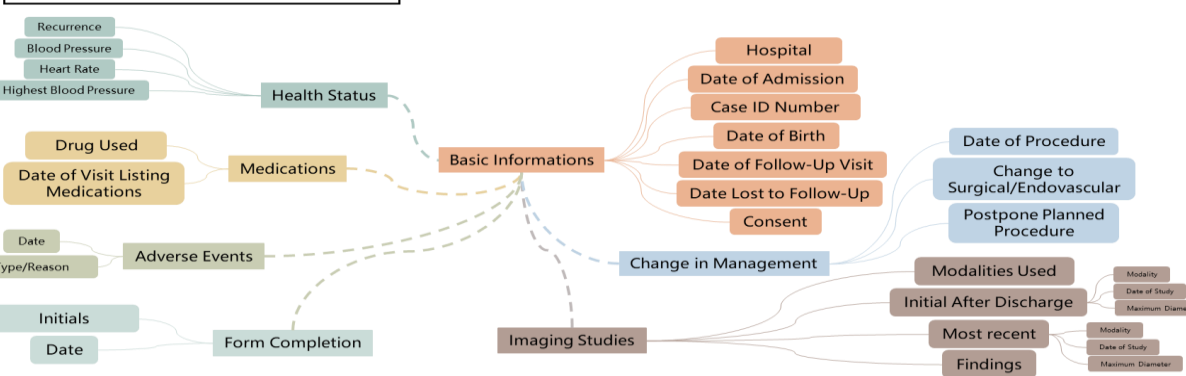 Recurrence
Blood Pressure
Heart Rate
Highest Blood Pressure
Health Status
Drug Used
Date of Visit Listing
Medications
Medications
Date
Type/Reason
Adverse Events
Initials
Date
Form Completion
Basic Informations
Hospital
Date of Admission
Case ID Number
Date of Birth
Date of Follow-Up Visit
Date Lost to Follow-Up
Consent
Change in Management
Date of Procedure
Change to
Surgical/Endovascular
Postpone Planned
Procedure
Imaging Studies
Modalities Used
Initial After Discharge
Modality
Date of Study
Maximum Diame
Most recent
Modality
Date of Study
Maximum Diameter
Findings